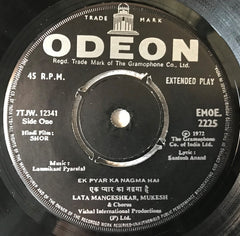 TRADE MARK
ODEON
Regd. Trade Mark of The Gramophone Co., Ltd.
45 R.P.M.
EXTENDED PLAY
7TJW. 12341
Side One
EMOE.
2225
Hindi Film:
SHOR
℗ 1972
The Gramophone
Co. of India Ltd.
Music:
Laxmikant Pyarelal
Lyrics:
Santosh Anand
EK PYAR KA NAGMA HAI
एक प्यार का नग़मा है
LATA MANGESHKAR, MUKESH
& Chorus
Vishal International Productions
(P) Ltd.